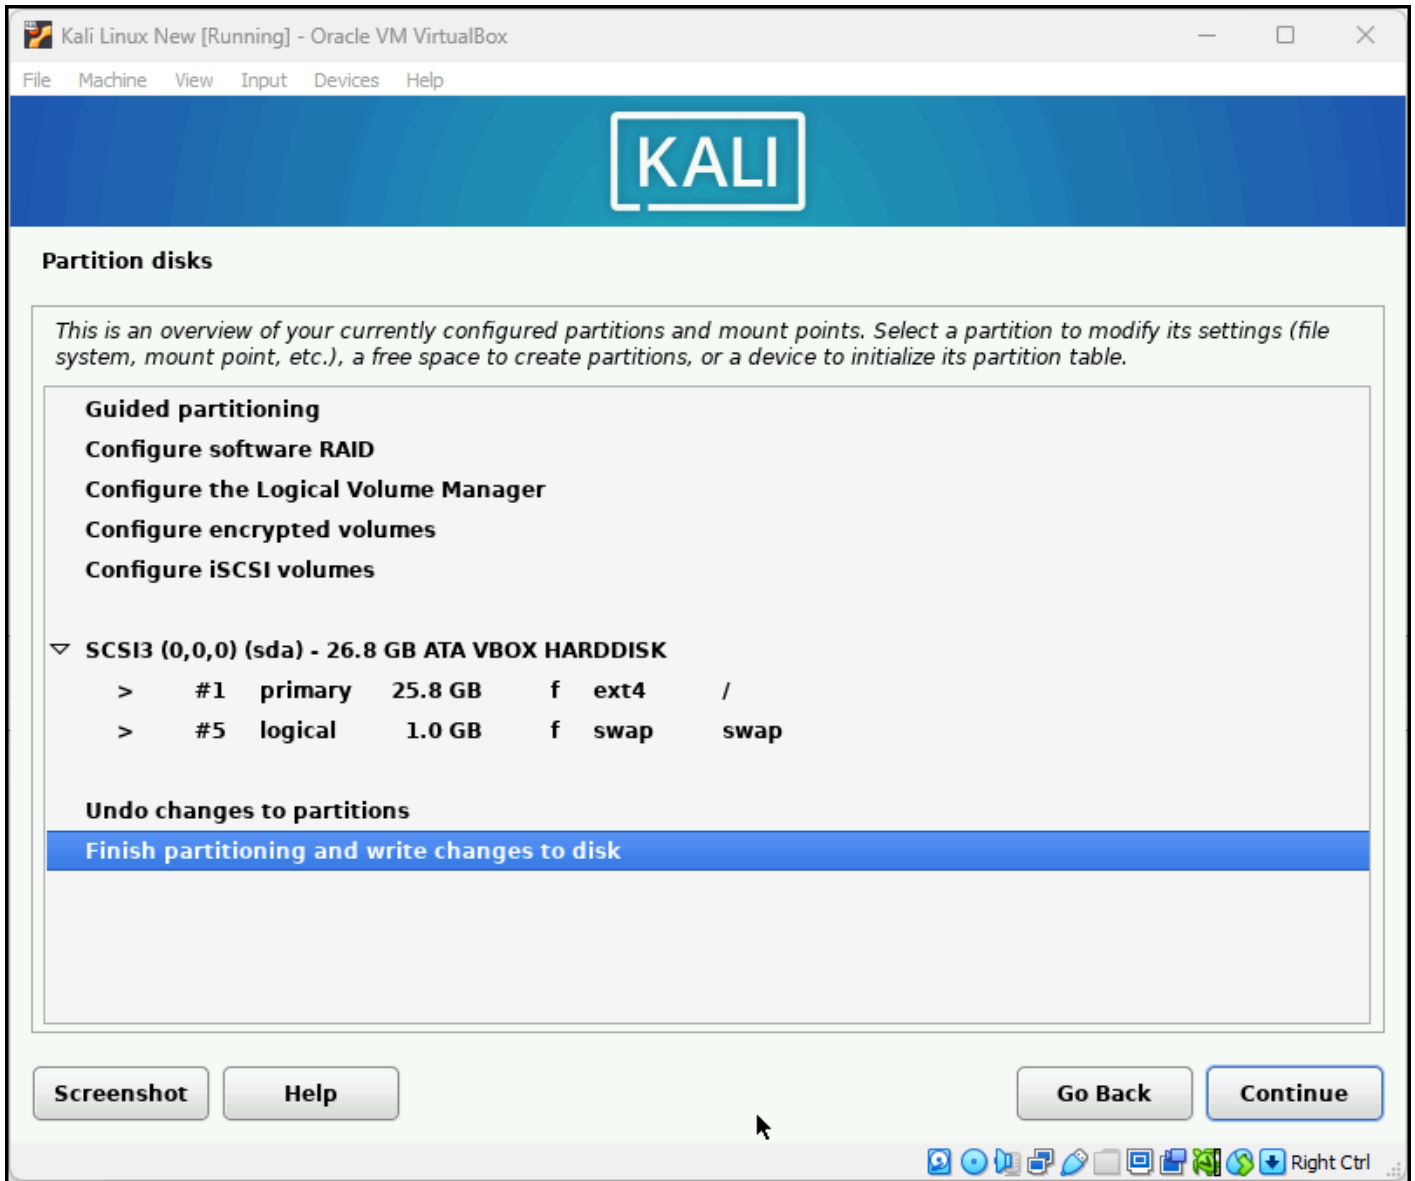 Kali Linux New [Running] - Oracle VM VirtualBox
File Machine View Input Devices Help
KALI
Partition disks
This is an overview of your currently configured partitions and mount points. Select a partition to modify its settings (file
system, mount point, etc.), a free space to create partitions, or a device to initialize its partition table.
Guided partitioning
Configure software RAID
Configure the Logical Volume Manager
Configure encrypted volumes
Configure iSCSI volumes
SCSI3 (0,0,0) (sda) - 26.8 GB ATA VBOX HARDDISK
> #1 primary 25.8 GB f ext4 /
> #5 logical 1.0 GB f swap swap
Undo changes to partitions
Finish partitioning and write changes to disk
Screenshot Help Go Back Continue
Right Ctrl